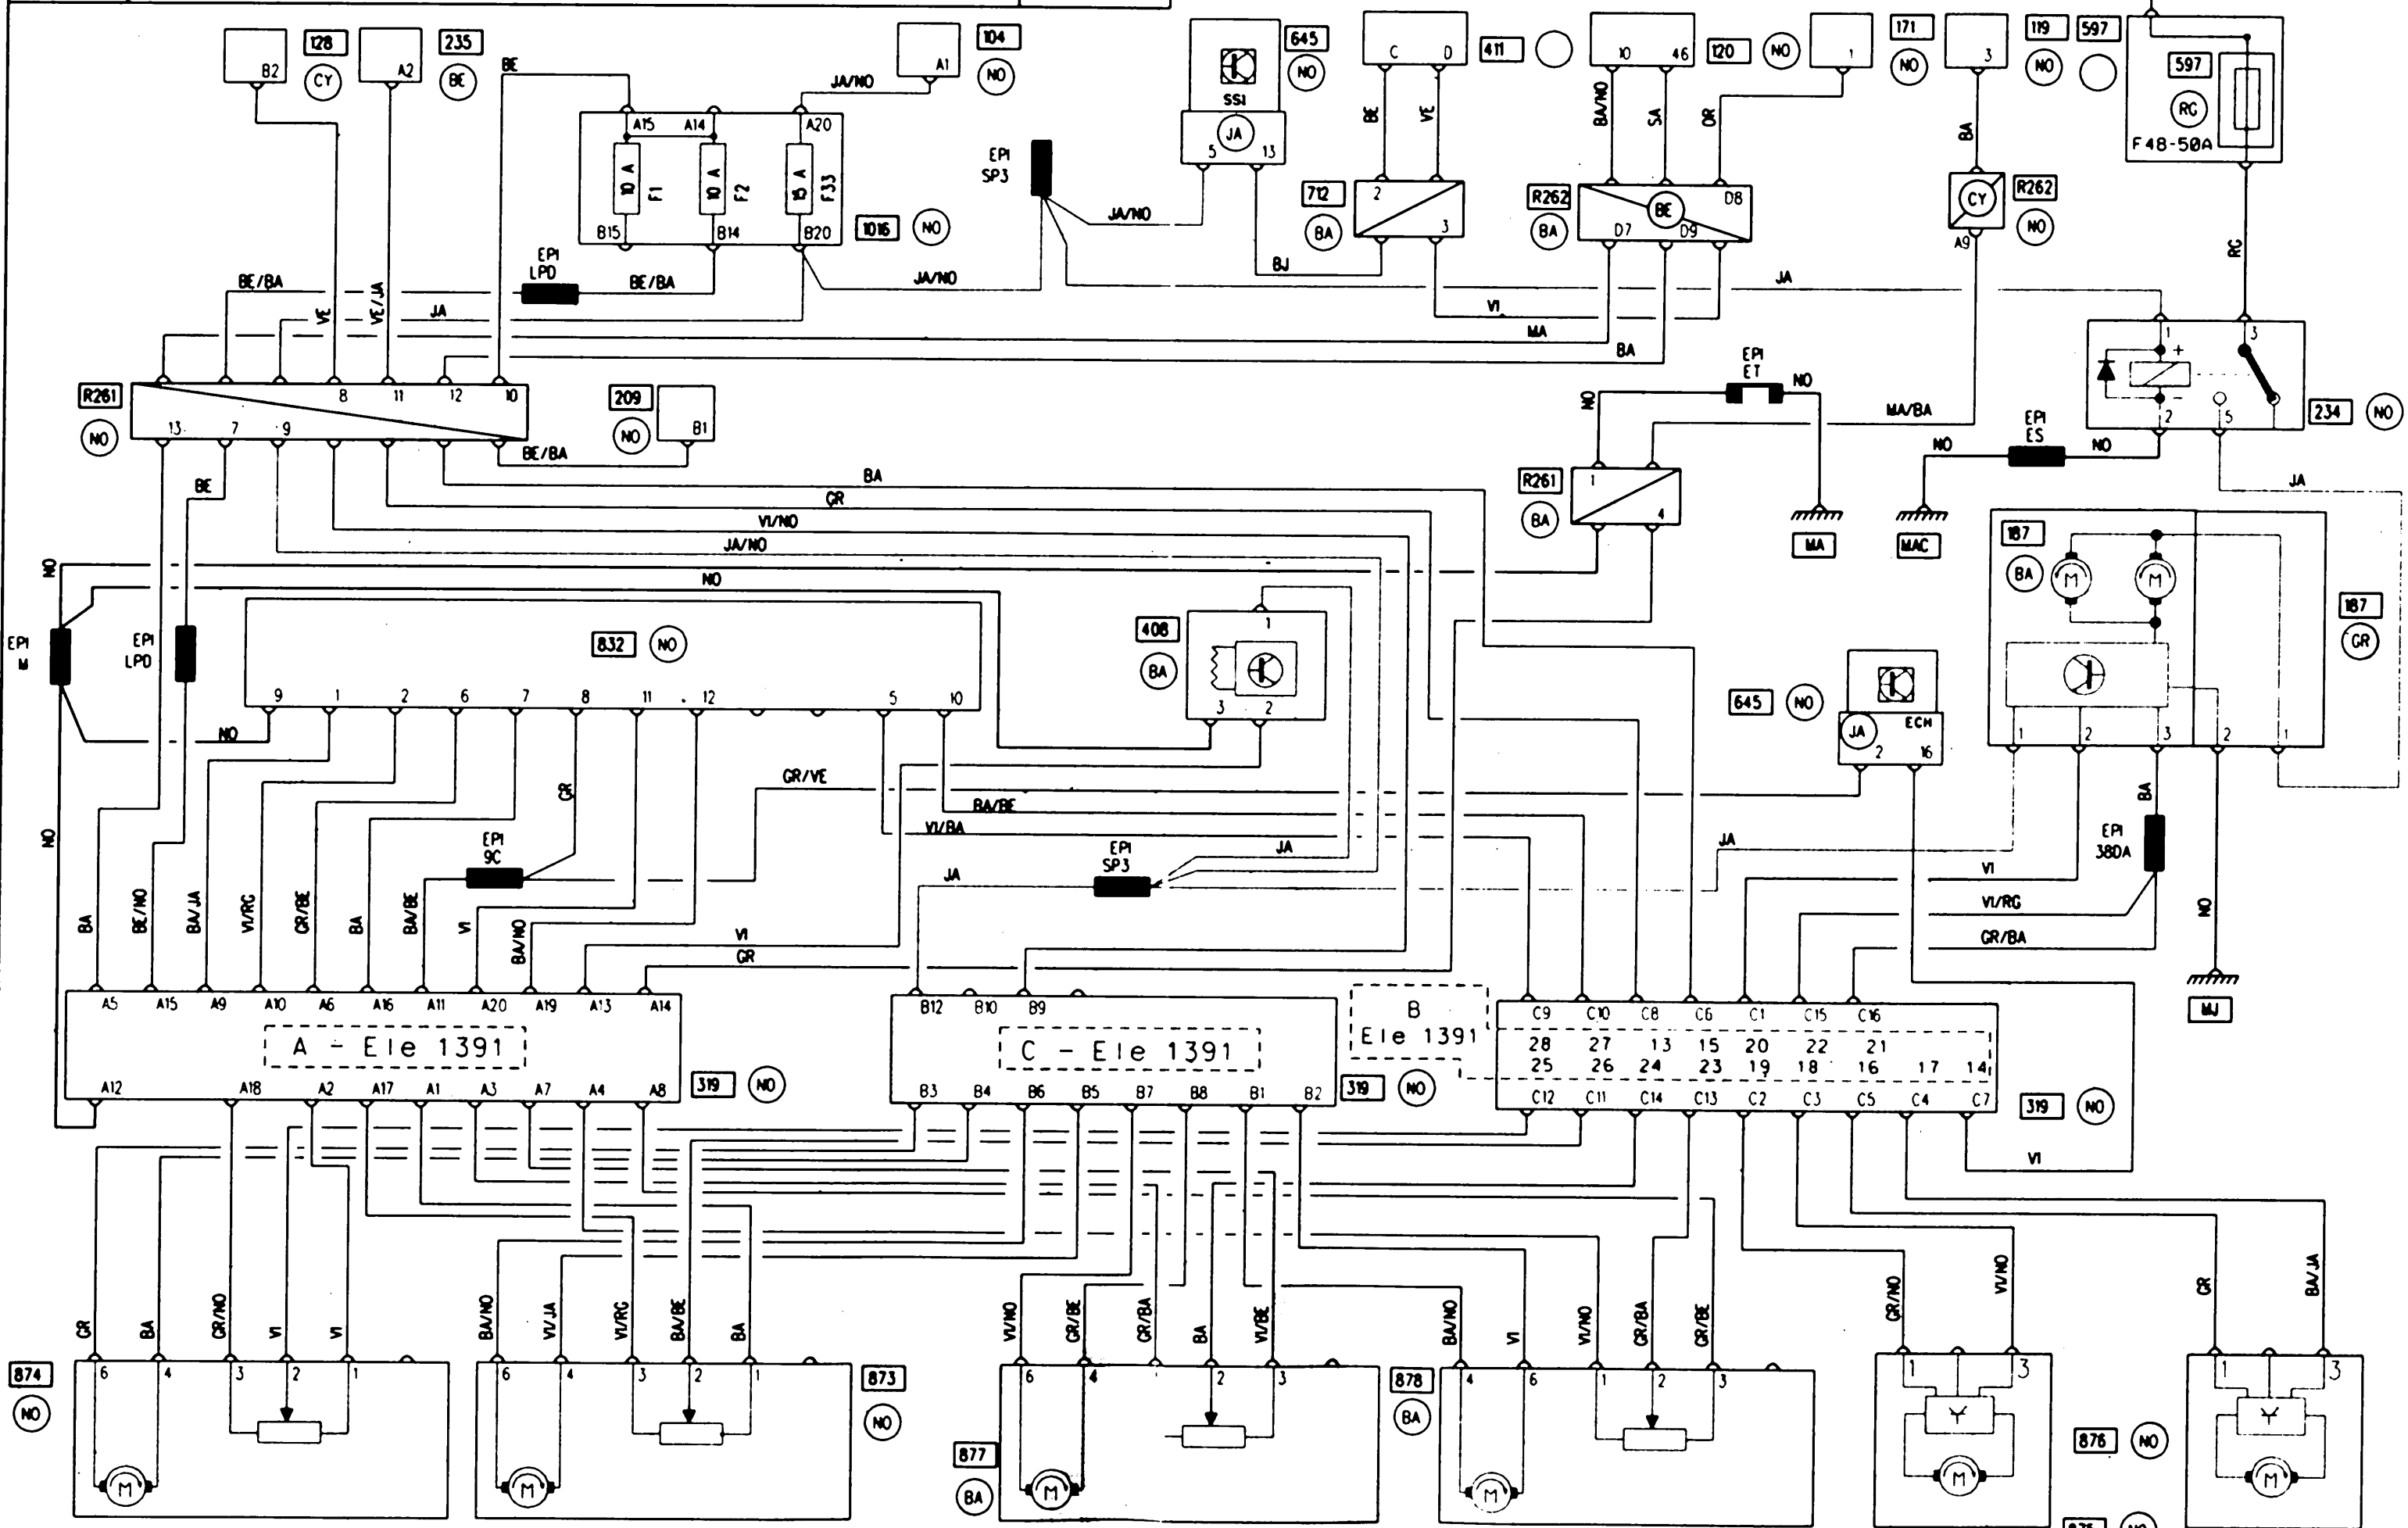 128 235 104 645 411 120 171 119 597
B2 A2 A1 C D 10 46 1 3 597
CY BE NO NO NO NO NO RG
BE JA/NO SS1 F48-50A
A15 A14 A20 JA
10 A F1 10 A F2 15 A F33 5 13
EPI SP3
BE VE BA/NO SA OR BA
B15 B14 B20 1016 NO
JA/NO
712 2 3 BA
R262 BA BE D8 D7 D9
CY R262 NO A9
RG
EPI LPD
BE/BA BE/BA JA/NO BJ JA
VE VE/JA JA VI
MA
BA
R261 NO 8 11 12 10
13 7 9
209 NO B1
BE/BA
EPI ET
NO NO
MA/BA
1 3 + - 2 5 234 NO
EPI ES
NO NO
R261 BA 1 4
MA MAC
JA
BE BA
GR
VI/NO
JA/NO
NO NO
187 BA M M
187 GR
EPI M
EPI LPD
832 NO
408 BA 1 3 2
645 NO JA ECH 2 16
1 2 3 2 1
9 1 2 6 7 8 11 12 5 10
NO
GR GR/VE
BA/BE
VI/BA
EPI 9C
EPI SP3
JA JA JA
BA EPI 38DA
VI
VI/RG
GR/BA
NO
NO
BA BE/NO BA/JA VI/RG GR/BE BA BA/BE VI BA/NO
VI
GR
MJ
A5 A15 A9 A10 A6 A16 A11 A20 A19 A13 A14
A - Ele 1391
A12 A18 A2 A17 A1 A3 A7 A4 A8
319 NO
B12 B10 B9
C - Ele 1391
B3 B4 B6 B5 B7 B8 B1 B2
319 NO
B
Ele 1391
C9 C10 C8 C6 C1 C15 C16
28 27 13 15 20 22 21
25 26 24 23 19 18 16 17 14
C12 C11 C14 C13 C2 C3 C5 C4 C7
319 NO
VI
GR BA GR/NO VI VI
BA/NO VI/JA VI/RG BA/BE BA
VI/NO GR/BE GR/BA BA VI/BE
BA/NO VI VI/NO GR/BA GR/BE
GR/NO VI/NO GR BA/JA
874 NO 6 4 3 2 1 M
6 4 3 2 1 M 873 NO
877 BA 6 4 2 3 M
878 BA 4 6 1 2 3 M
1 3 M
876 NO
1 3 M